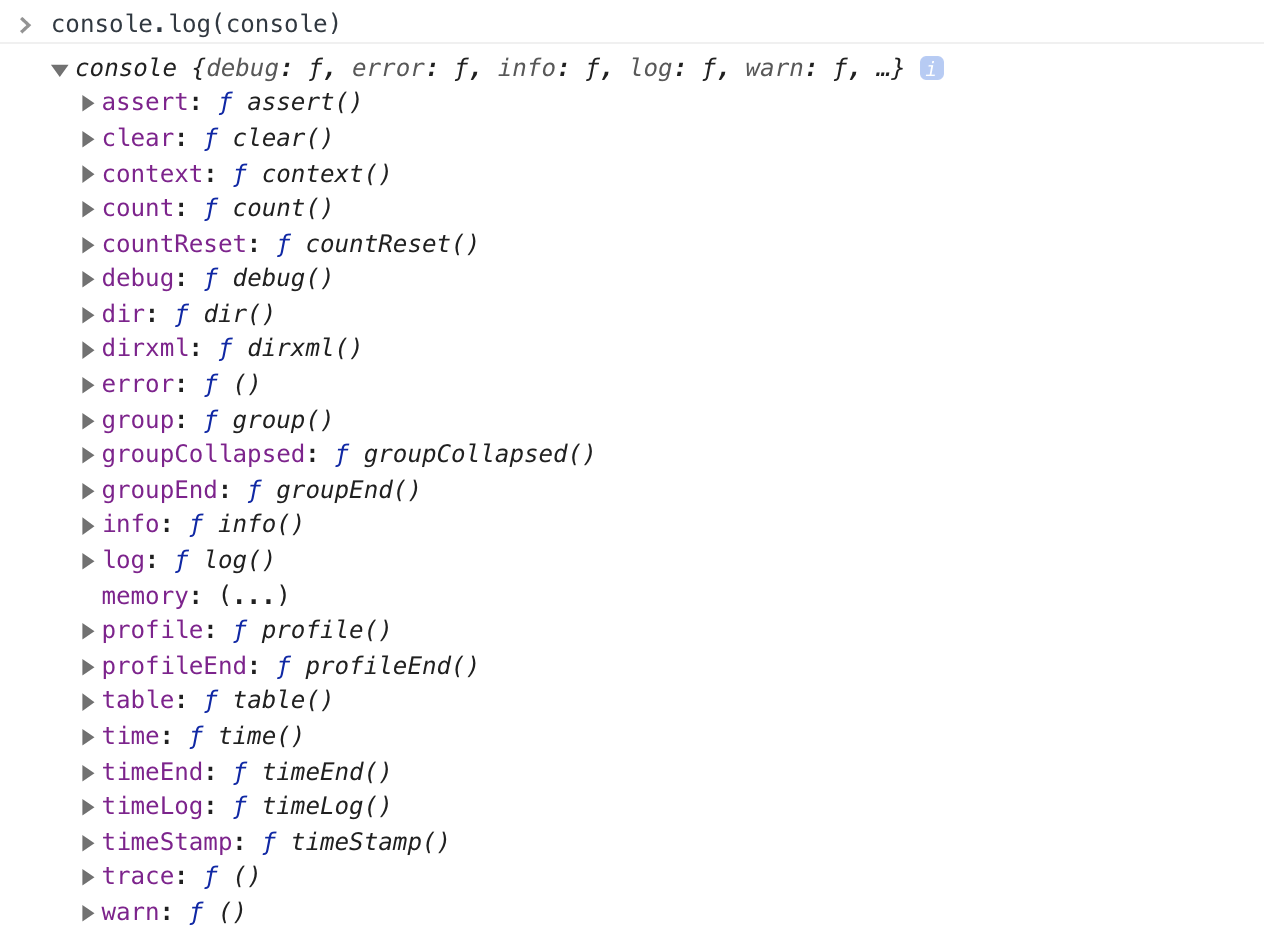 > console.log(console)
▼ console {debug: ƒ, error: ƒ, info: ƒ, log: ƒ, warn: ƒ, …} i
▶ assert: ƒ assert()
▶ clear: ƒ clear()
▶ context: ƒ context()
▶ count: ƒ count()
▶ countReset: ƒ countReset()
▶ debug: ƒ debug()
▶ dir: ƒ dir()
▶ dirxml: ƒ dirxml()
▶ error: ƒ ()
▶ group: ƒ group()
▶ groupCollapsed: ƒ groupCollapsed()
▶ groupEnd: ƒ groupEnd()
▶ info: ƒ info()
▶ log: ƒ log()
memory: (...)
▶ profile: ƒ profile()
▶ profileEnd: ƒ profileEnd()
▶ table: ƒ table()
▶ time: ƒ time()
▶ timeEnd: ƒ timeEnd()
▶ timeLog: ƒ timeLog()
▶ timeStamp: ƒ timeStamp()
▶ trace: ƒ ()
▶ warn: ƒ ()